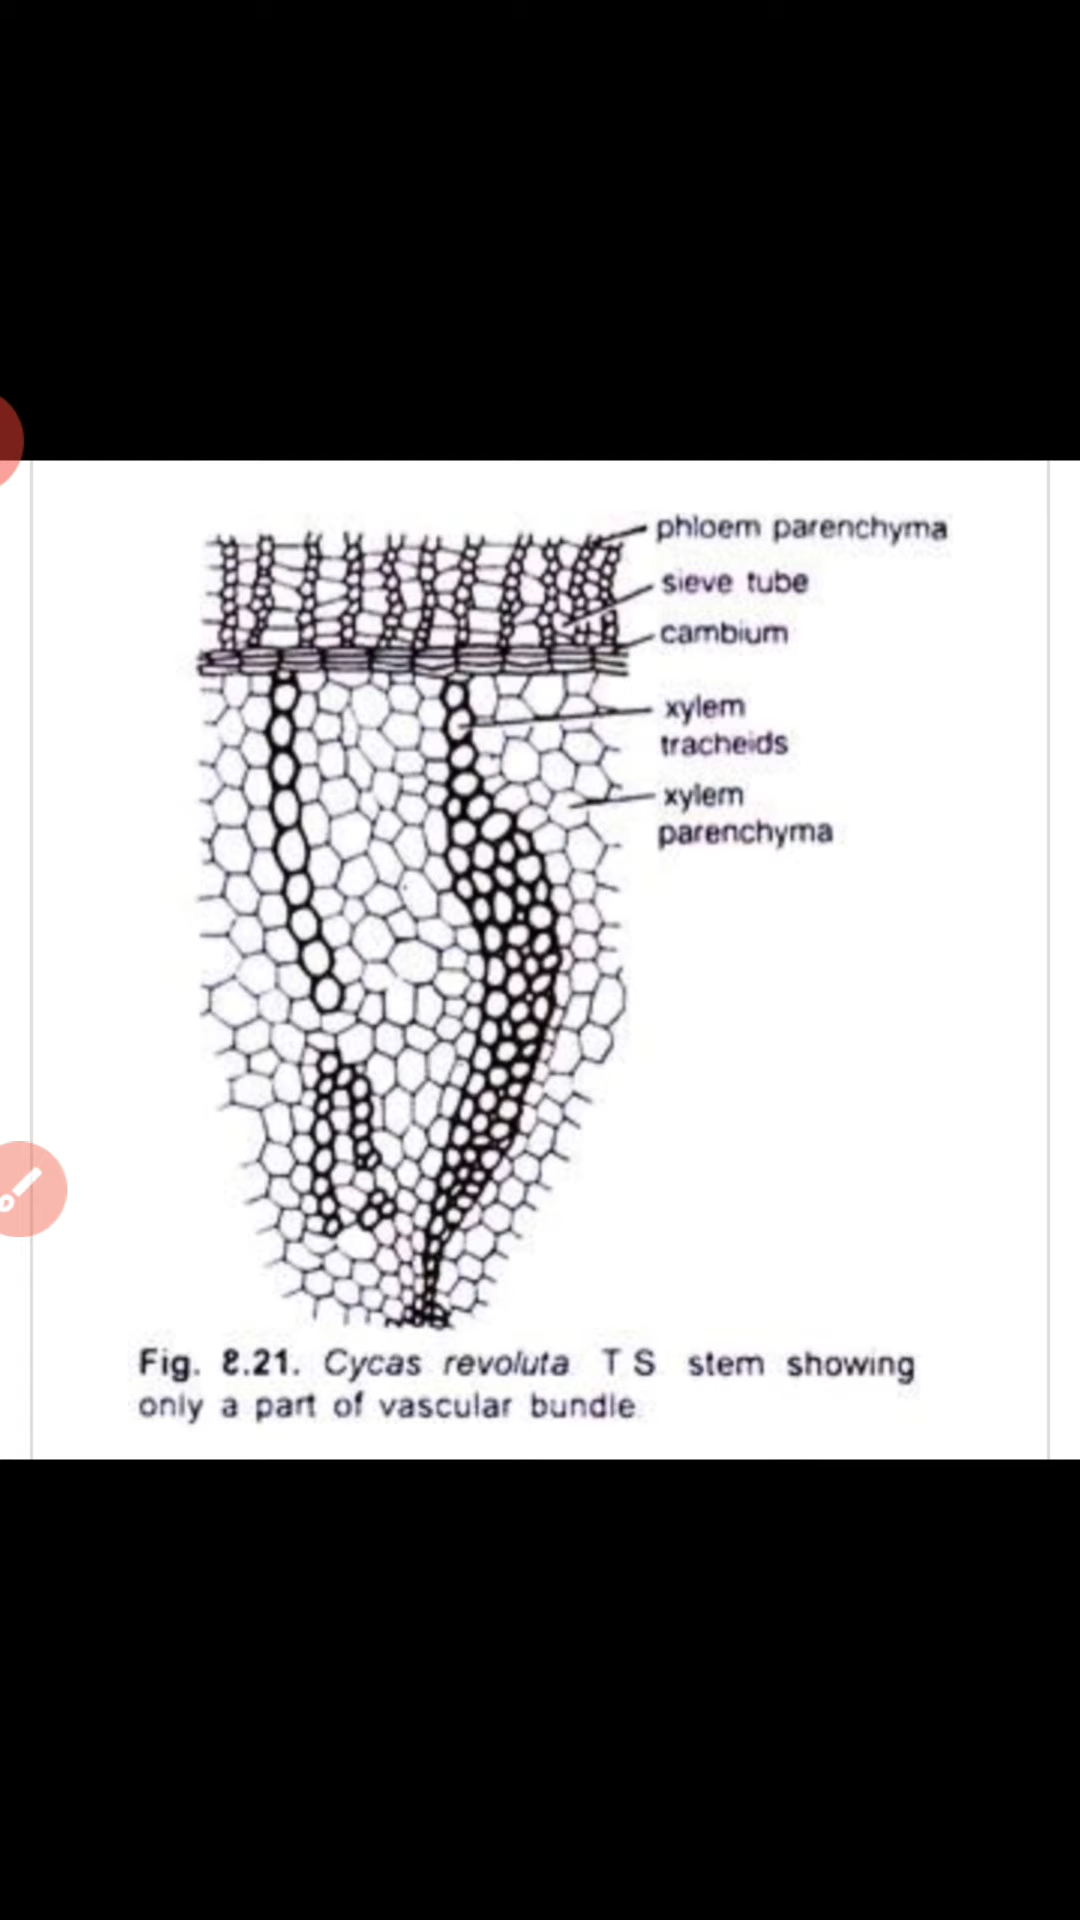 phloem parenchyma
sieve tube
cambium
xylem
tracheids
xylem
parenchyma
Fig. 8.21. Cycas revoluta T S stem showing
only a part of vascular bundle.